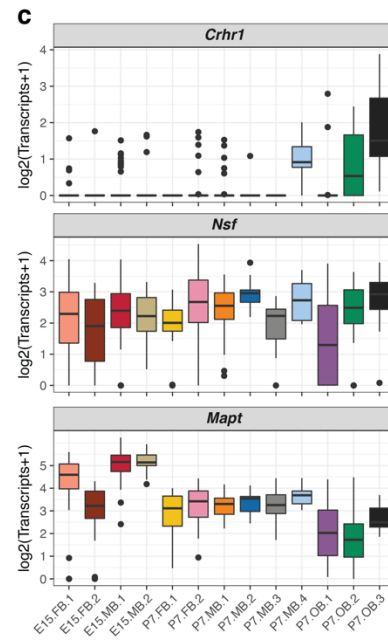 c
Crhr1
log2(Transcripts+1)
4
3
2
1
0
Nsf
log2(Transcripts+1)
4
3
2
1
0
Mapt
log2(Transcripts+1)
5
4
3
2
1
0
E15.FB.1
E15.FB.2
E15.MB.1
E15.MB.2
P7.FB.1
P7.FB.2
P7.MB.1
P7.MB.2
P7.MB.3
P7.MB.4
P7.OB.1
P7.OB.2
P7.OB.3